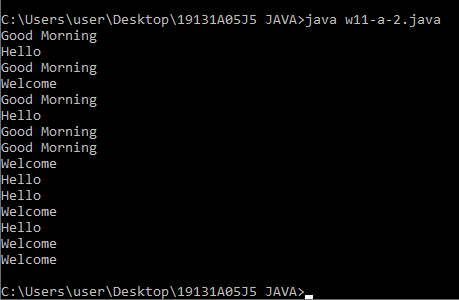 C:\Users\user\Desktop\19131A05J5 JAVA>java w11-a-2.java
Good Morning
Hello
Good Morning
Welcome
Good Morning
Hello
Good Morning
Good Morning
Welcome
Hello
Hello
Welcome
Hello
Welcome
Welcome
C:\Users\user\Desktop\19131A05J5 JAVA>